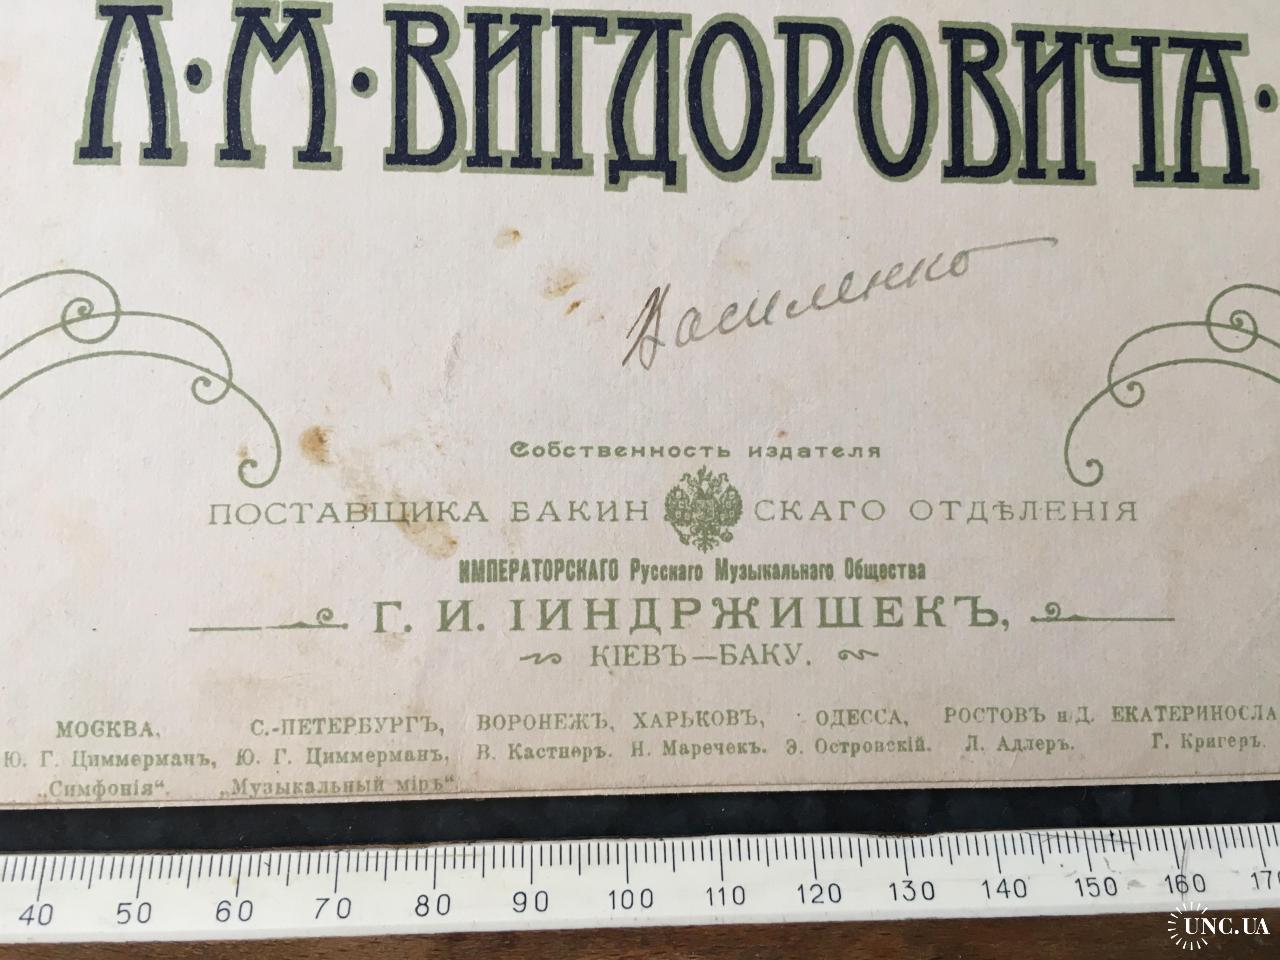 Л·М·ВИГДОРОВИЧА·
Василенко
Собственность издателя
ПОСТАВЩИКА БАКИНСКАГО ОТДѢЛЕНІЯ
ИМПЕРАТОРСКАГО Русскаго Музыкальнаго Общества
Г. И. ІИНДРЖИШЕКЪ,
КІЕВЪ—БАКУ.
МОСКВА, С.-ПЕТЕРБУРГЪ, ВОРОНЕЖЪ, ХАРЬКОВЪ, ОДЕССА, РОСТОВЪ н/Д. ЕКАТЕРИНОСЛА
Ю. Г. Циммерманъ, Ю. Г. Циммерманъ, В. Кастнеръ. Н. Маречекъ. Э. Островскій. Л. Адлеръ. Г. Кригеръ.
„Симфонія“. „Музыкальный міръ“.
40 50 60 70 80 90 100 110 120 130 140 150 160 170
UNC.UA